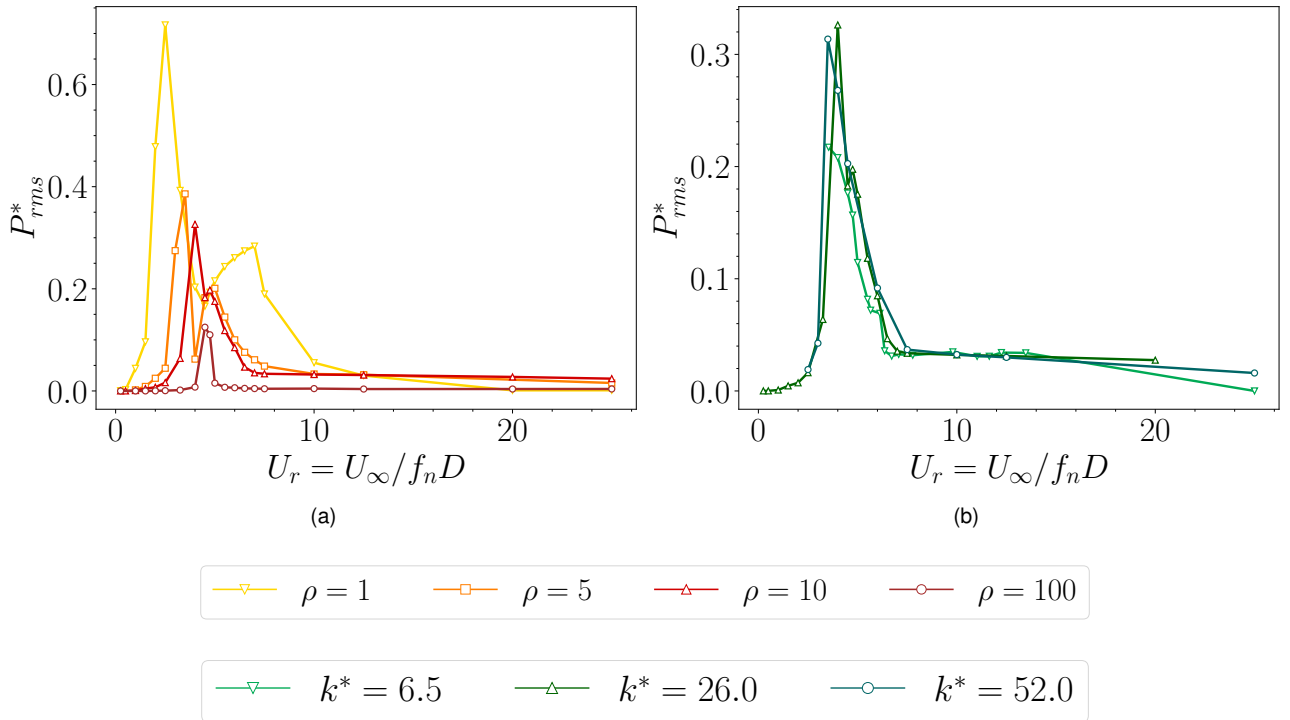 0.6
0.4
0.2
0.0
P*rms
0 10 20
U_r = U_∞/f_nD
(a)
0.3
0.2
0.1
0.0
P*rms
0 10 20
U_r = U_∞/f_nD
(b)
ρ = 1 ρ = 5 ρ = 10 ρ = 100
k* = 6.5 k* = 26.0 k* = 52.0